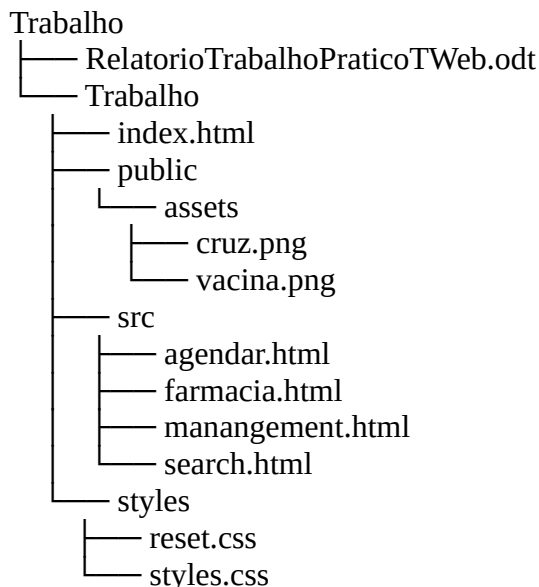 Trabalho
RelatorioTrabalhoPraticoTWeb.odt
Trabalho
index.html
public
assets
cruz.png
vacina.png
src
agendar.html
farmacia.html
manangement.html
search.html
styles
reset.css
styles.css